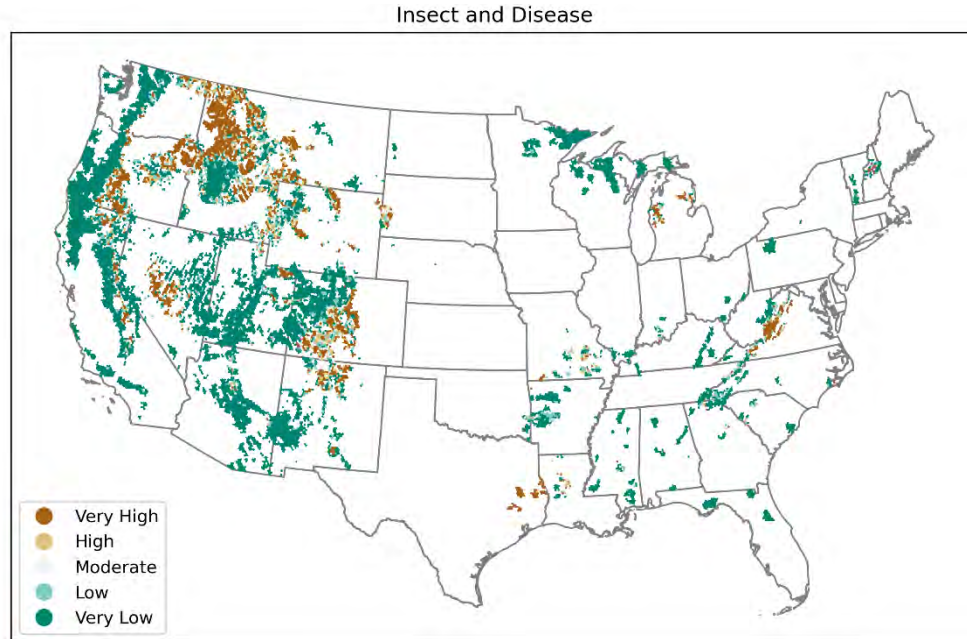 Insect and Disease
Very High
High
Moderate
Low
Very Low